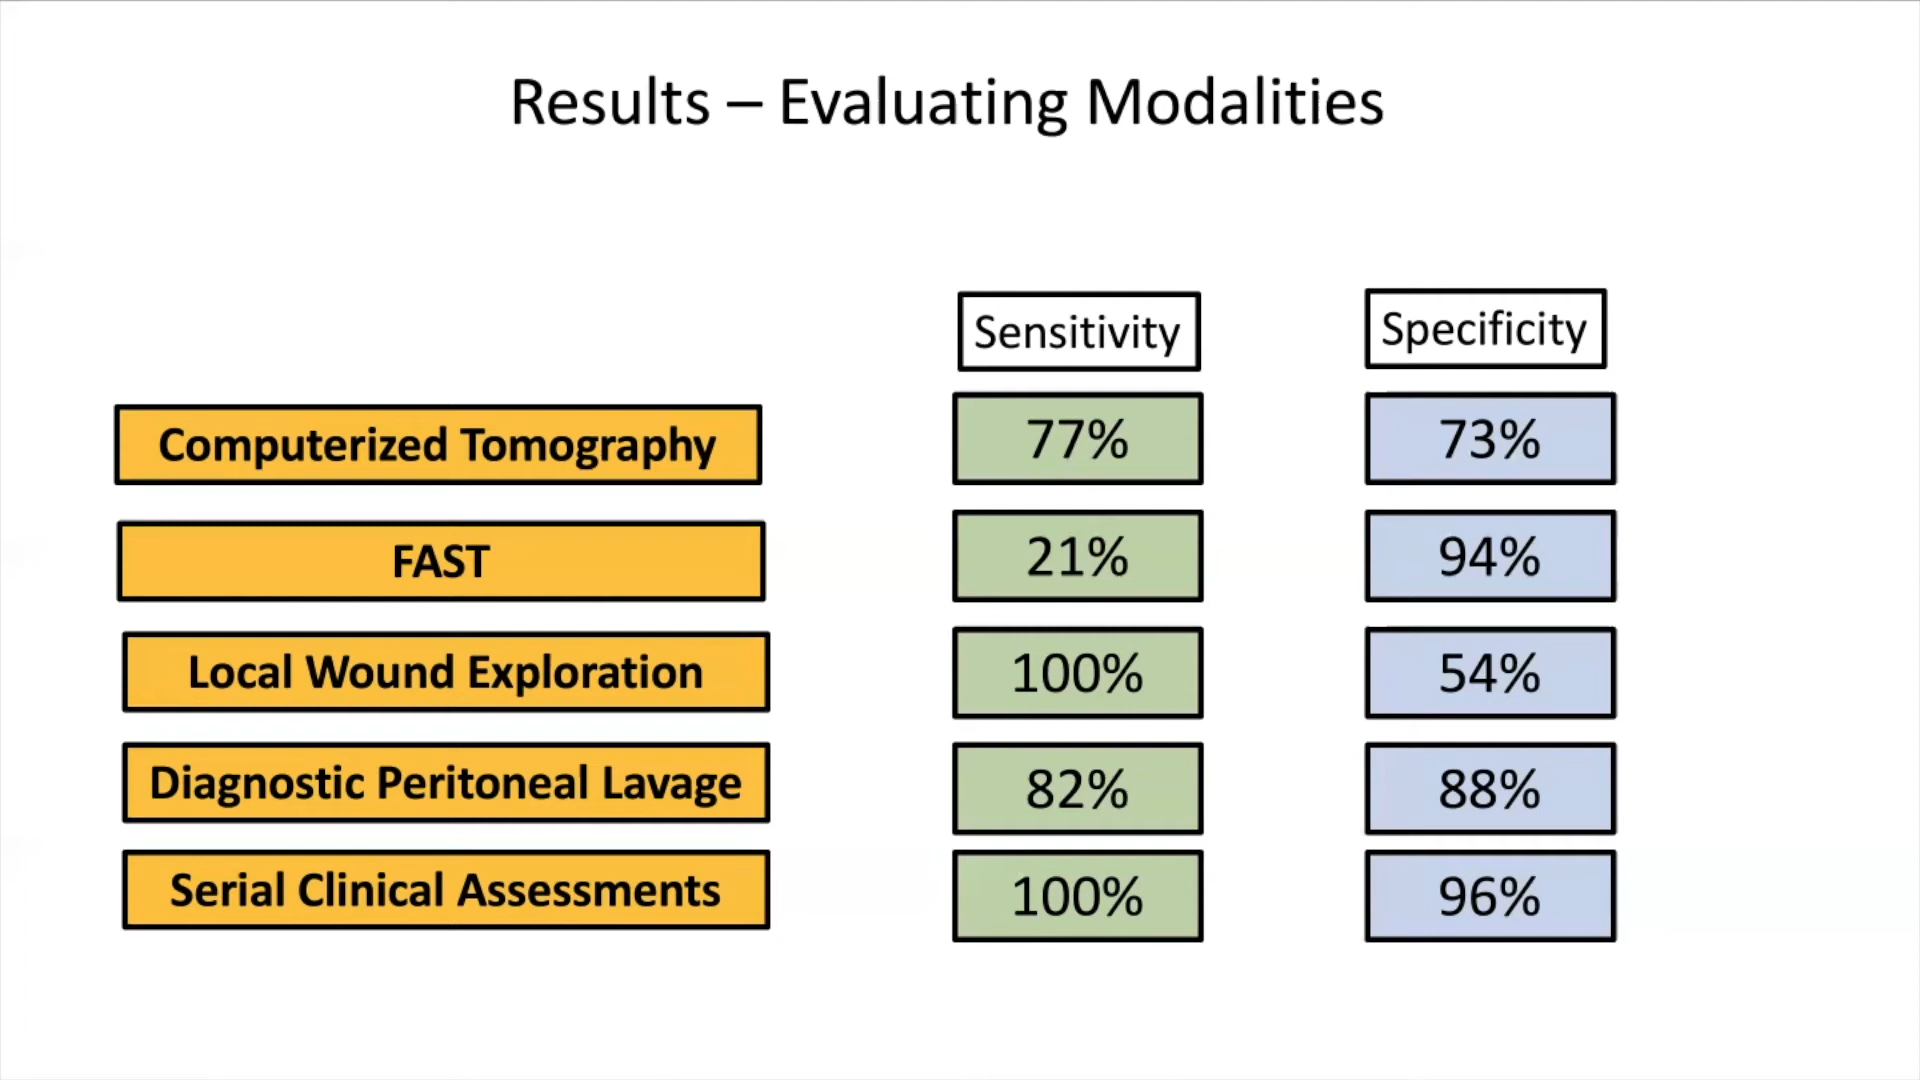 Results – Evaluating Modalities
Sensitivity Specificity
Computerized Tomography 77% 73%
FAST 21% 94%
Local Wound Exploration 100% 54%
Diagnostic Peritoneal Lavage 82% 88%
Serial Clinical Assessments 100% 96%